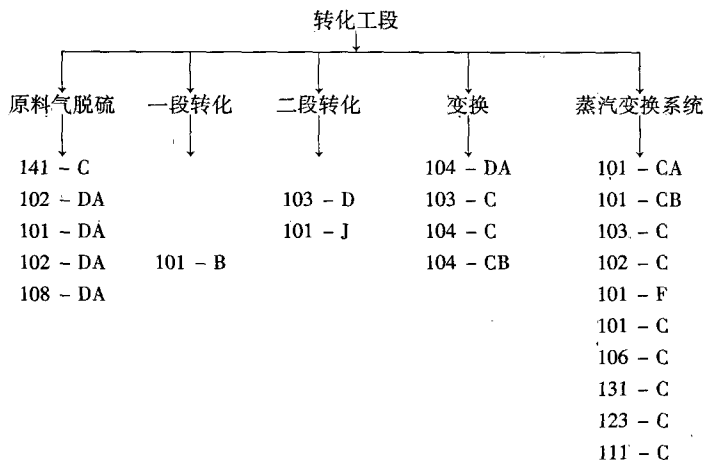 转化工段
原料气脱硫 一段转化 二段转化 变换 蒸汽变换系统
141 - C 104 - DA 101 - CA
102 - DA 103 - D 103 - C 101 - CB
101 - DA 101 - J 104 - C 103 - C
102 - DA 101 - B 104 - CB 102 - C
108 - DA 101 - F
101 - C
106 - C
131 - C
123 - C
111 - C